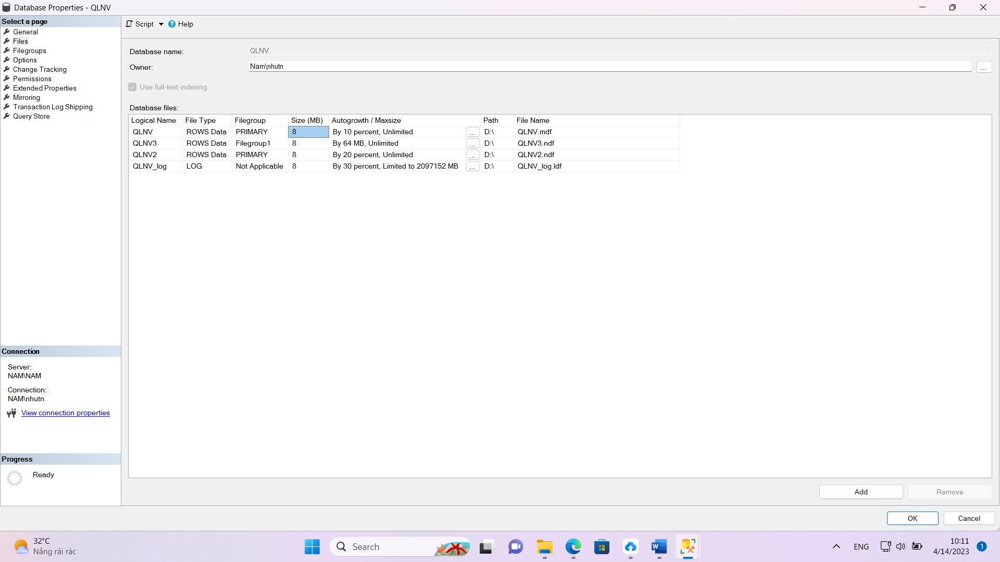 Database Properties - QLNV
Select a page
General
Files
Filegroups
Options
Change Tracking
Permissions
Extended Properties
Mirroring
Transaction Log Shipping
Query Store
Script Help
Database name: QLNV
Owner: Nam\nhutn ...
Use full-text indexing
Database files:
Logical Name File Type Filegroup Size (MB) Autogrowth / Maxsize Path File Name
QLNV ROWS Data PRIMARY 8 By 10 percent, Unlimited ... D:\ QLNV.mdf
QLNV3 ROWS Data Filegroup1 8 By 64 MB, Unlimited ... D:\ QLNV3.ndf
QLNV2 ROWS Data PRIMARY 8 By 20 percent, Unlimited ... D:\ QLNV2.ndf
QLNV_log LOG Not Applicable 8 By 30 percent, Limited to 2097152 MB ... D:\ QLNV_log.ldf
Connection
Server:
NAM\NAM
Connection:
NAM\nhutn
View connection properties
Progress
Ready
Add Remove
OK Cancel
32°C
Nắng rải rác
Search
W
ENG
10:11
4/14/2023
1